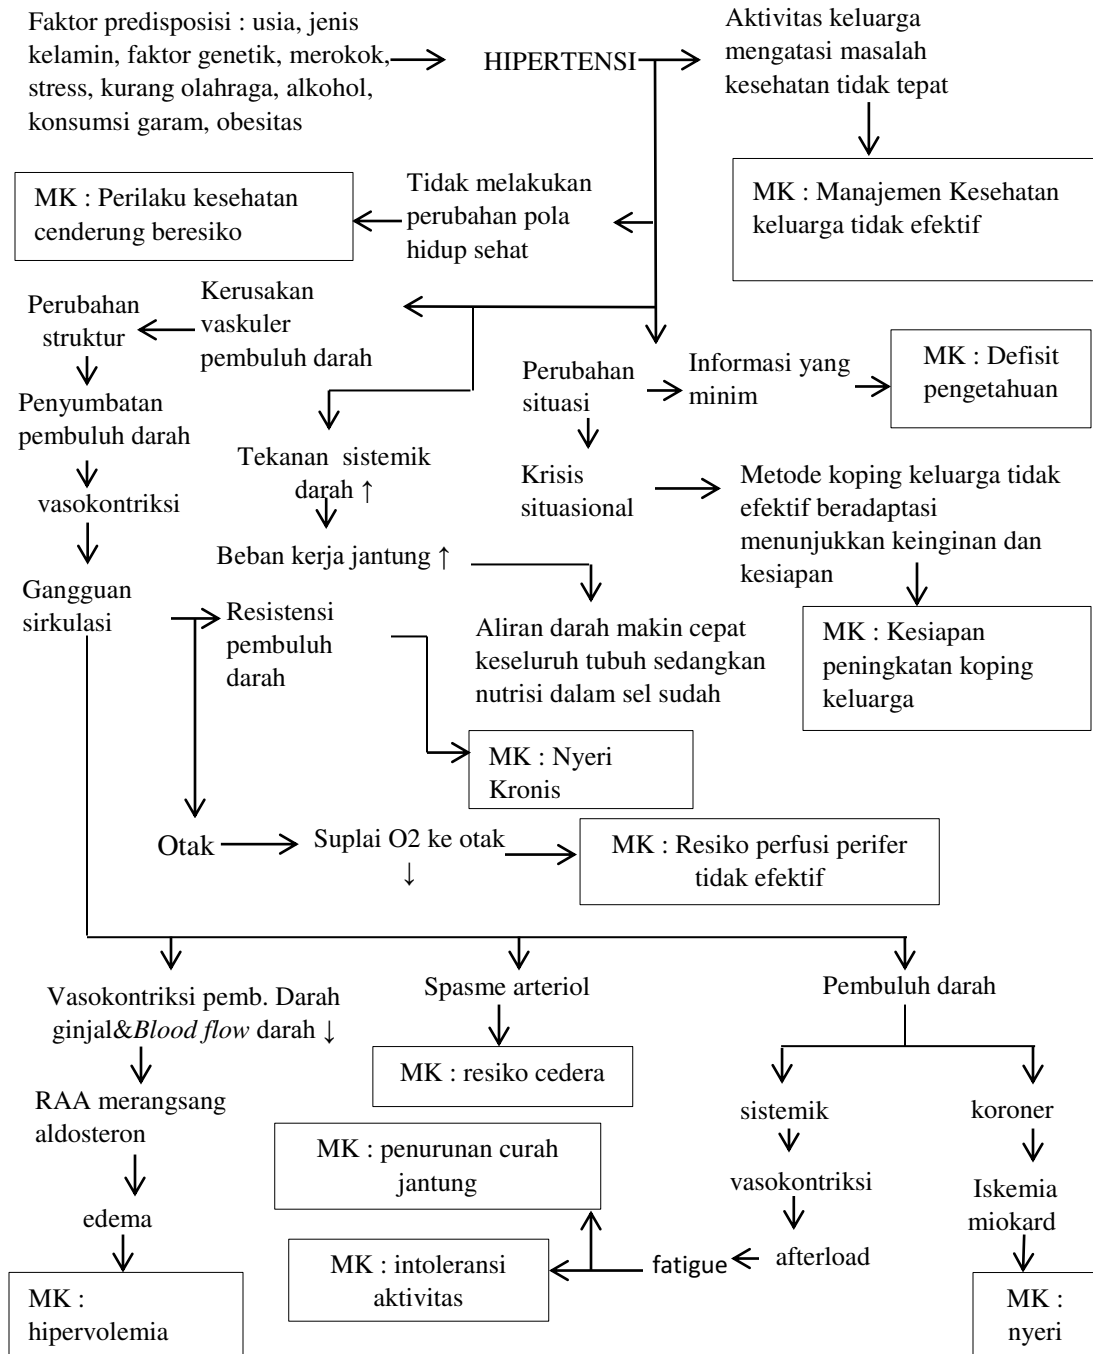 Faktor predisposisi : usia, jenis
kelamin, faktor genetik, merokok,
stress, kurang olahraga, alkohol,
konsumsi garam, obesitas
HIPERTENSI
Aktivitas keluarga
mengatasi masalah
kesehatan tidak tepat
MK : Perilaku kesehatan
cenderung beresiko
Tidak melakukan
perubahan pola
hidup sehat
MK : Manajemen Kesehatan
keluarga tidak efektif
Perubahan
struktur
Kerusakan
vaskuler
pembuluh darah
Perubahan
situasi
Informasi yang
minim
MK : Defisit
pengetahuan
Penyumbatan
pembuluh darah
Tekanan sistemik
darah ↑
Krisis
situasional
Metode koping keluarga tidak
efektif beradaptasi
menunjukkan keinginan dan
kesiapan
vasokontriksi
Beban kerja jantung ↑
Gangguan
sirkulasi
Resistensi
pembuluh
darah
Aliran darah makin cepat
keseluruh tubuh sedangkan
nutrisi dalam sel sudah
MK : Kesiapan
peningkatan koping
keluarga
MK : Nyeri
Kronis
Otak
Suplai O2 ke otak
↓
MK : Resiko perfusi perifer
tidak efektif
Vasokontriksi pemb. Darah
ginjal&Blood flow darah ↓
Spasme arteriol
Pembuluh darah
MK : resiko cedera
RAA merangsang
aldosteron
sistemik
koroner
MK : penurunan curah
jantung
vasokontriksi
Iskemia
miokard
edema
MK : intoleransi
aktivitas
fatigue
afterload
MK :
hipervolemia
MK :
nyeri